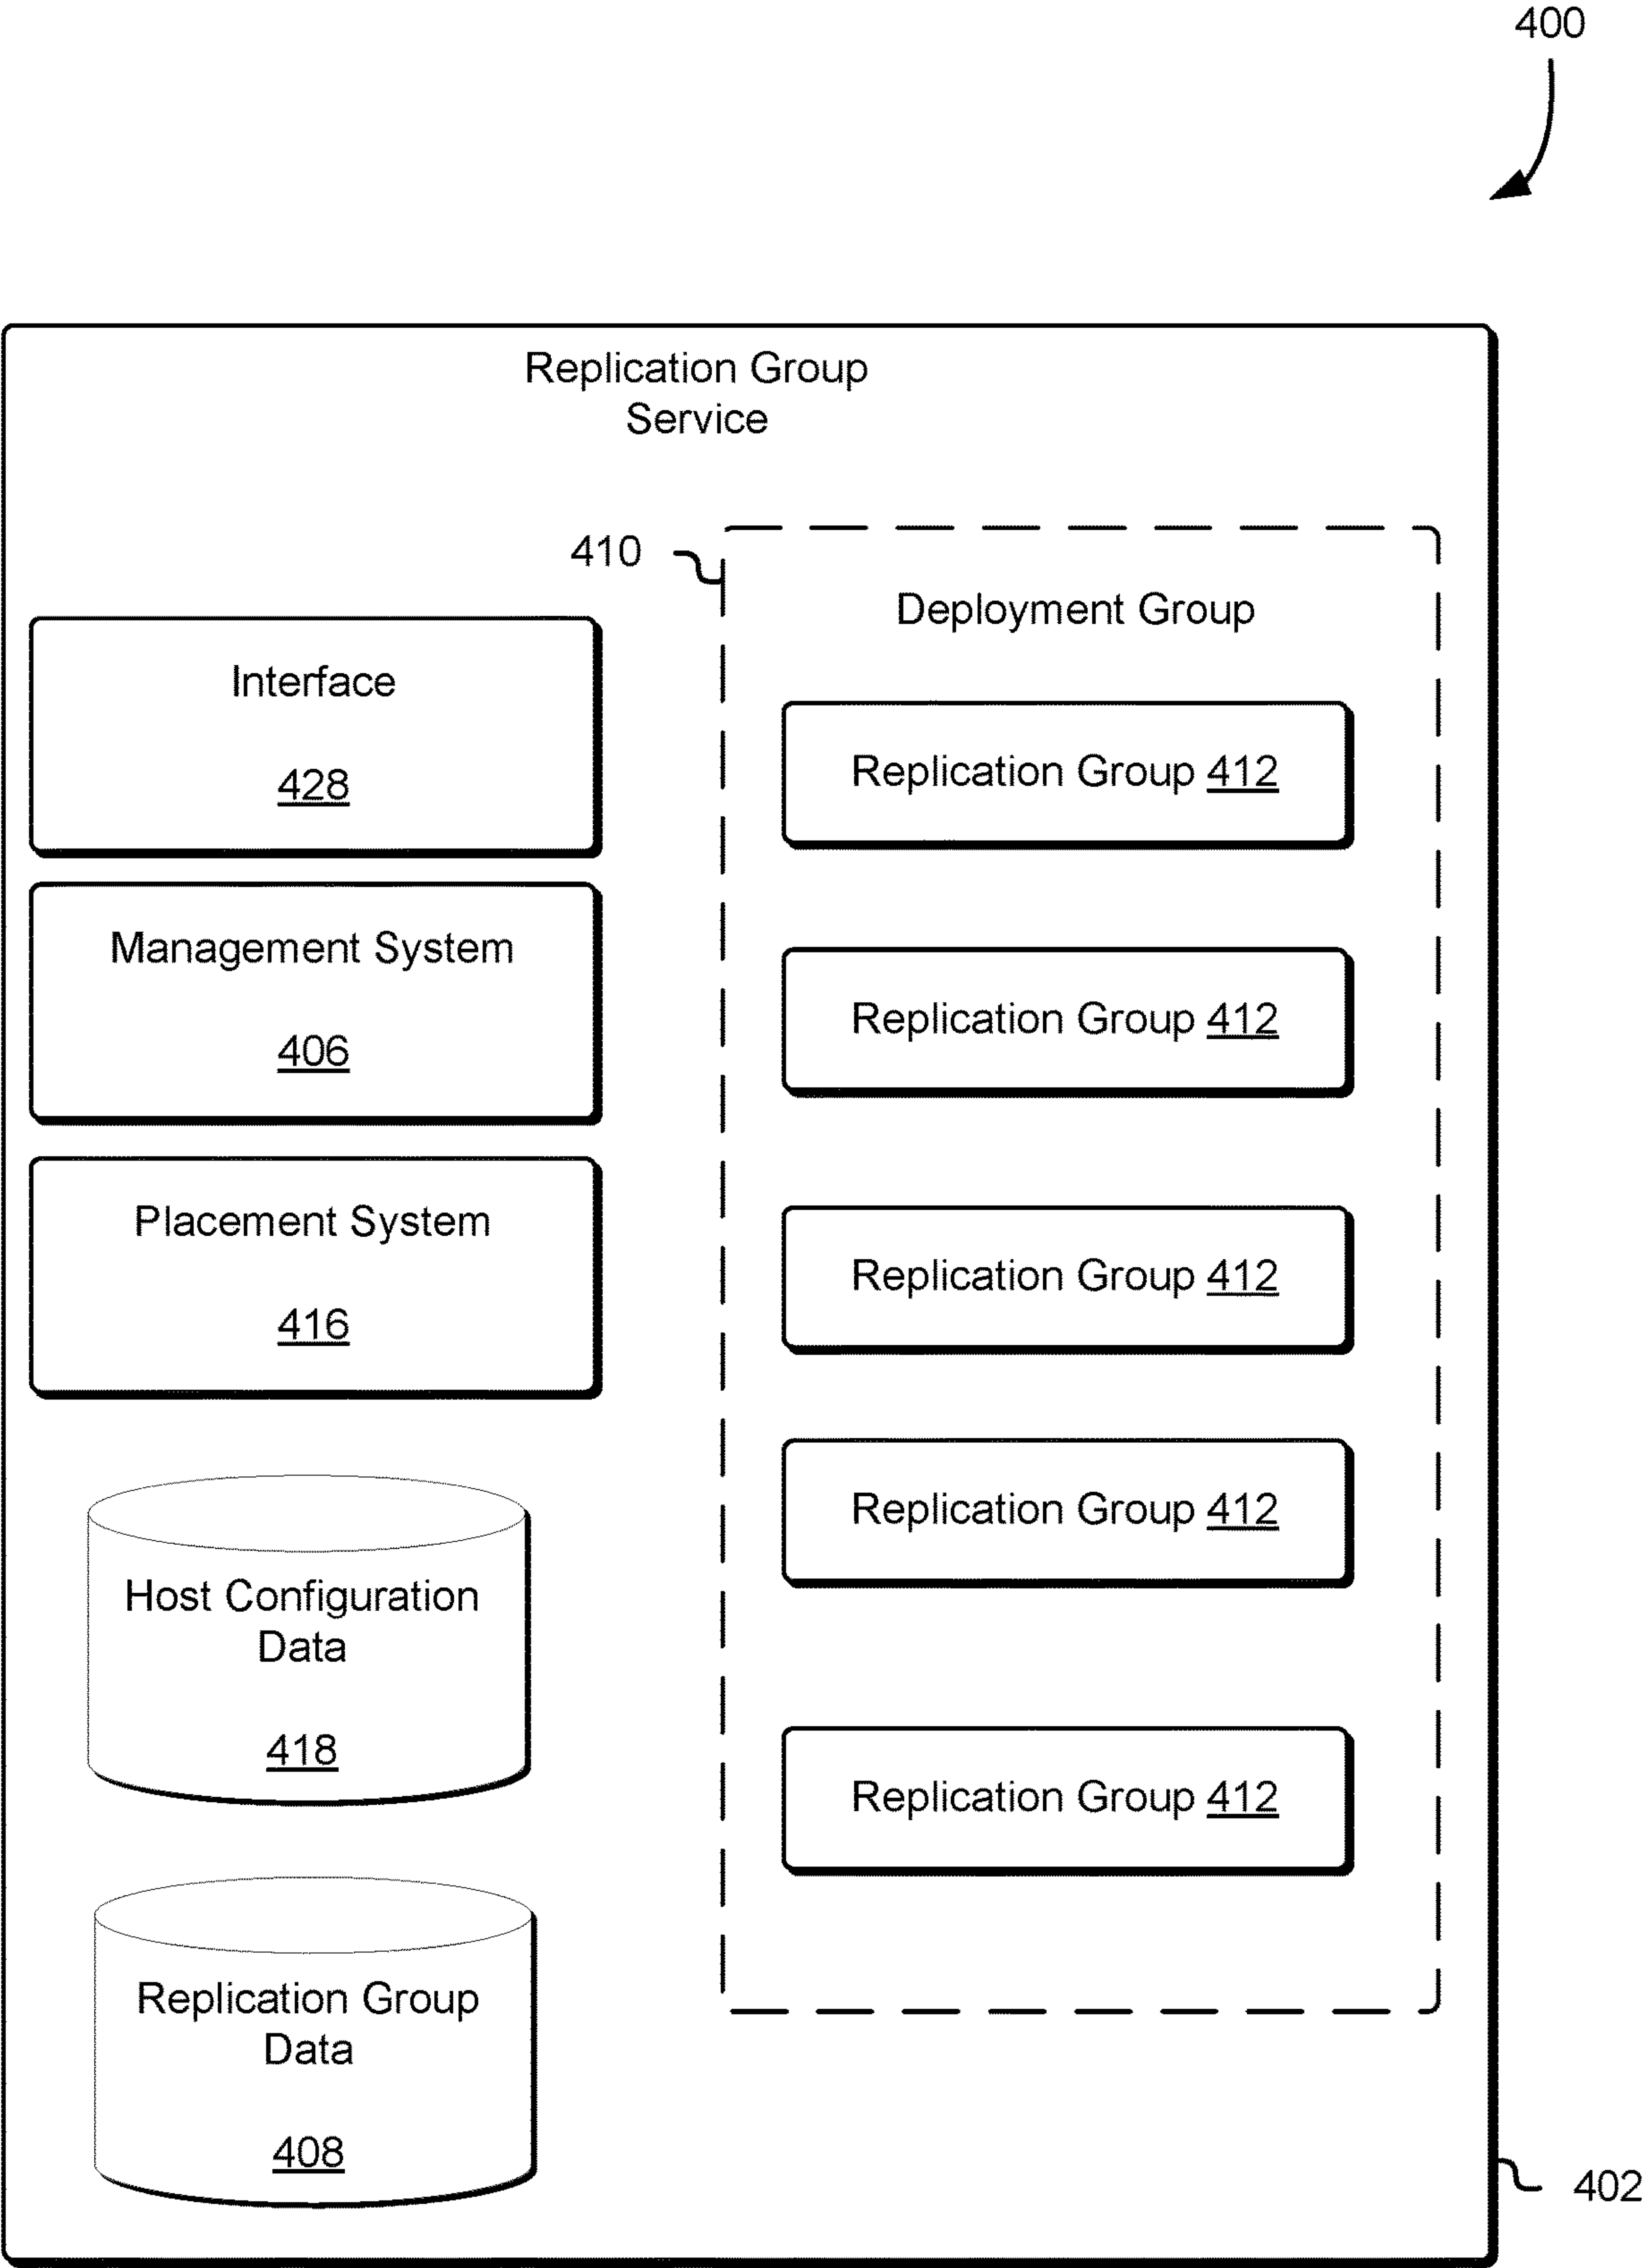 400
Replication Group
Service
410
Deployment Group
Interface
428
Management System
406
Placement System
416
Host Configuration
Data
418
Replication Group
Data
408
Replication Group 412
Replication Group 412
Replication Group 412
Replication Group 412
Replication Group 412
402